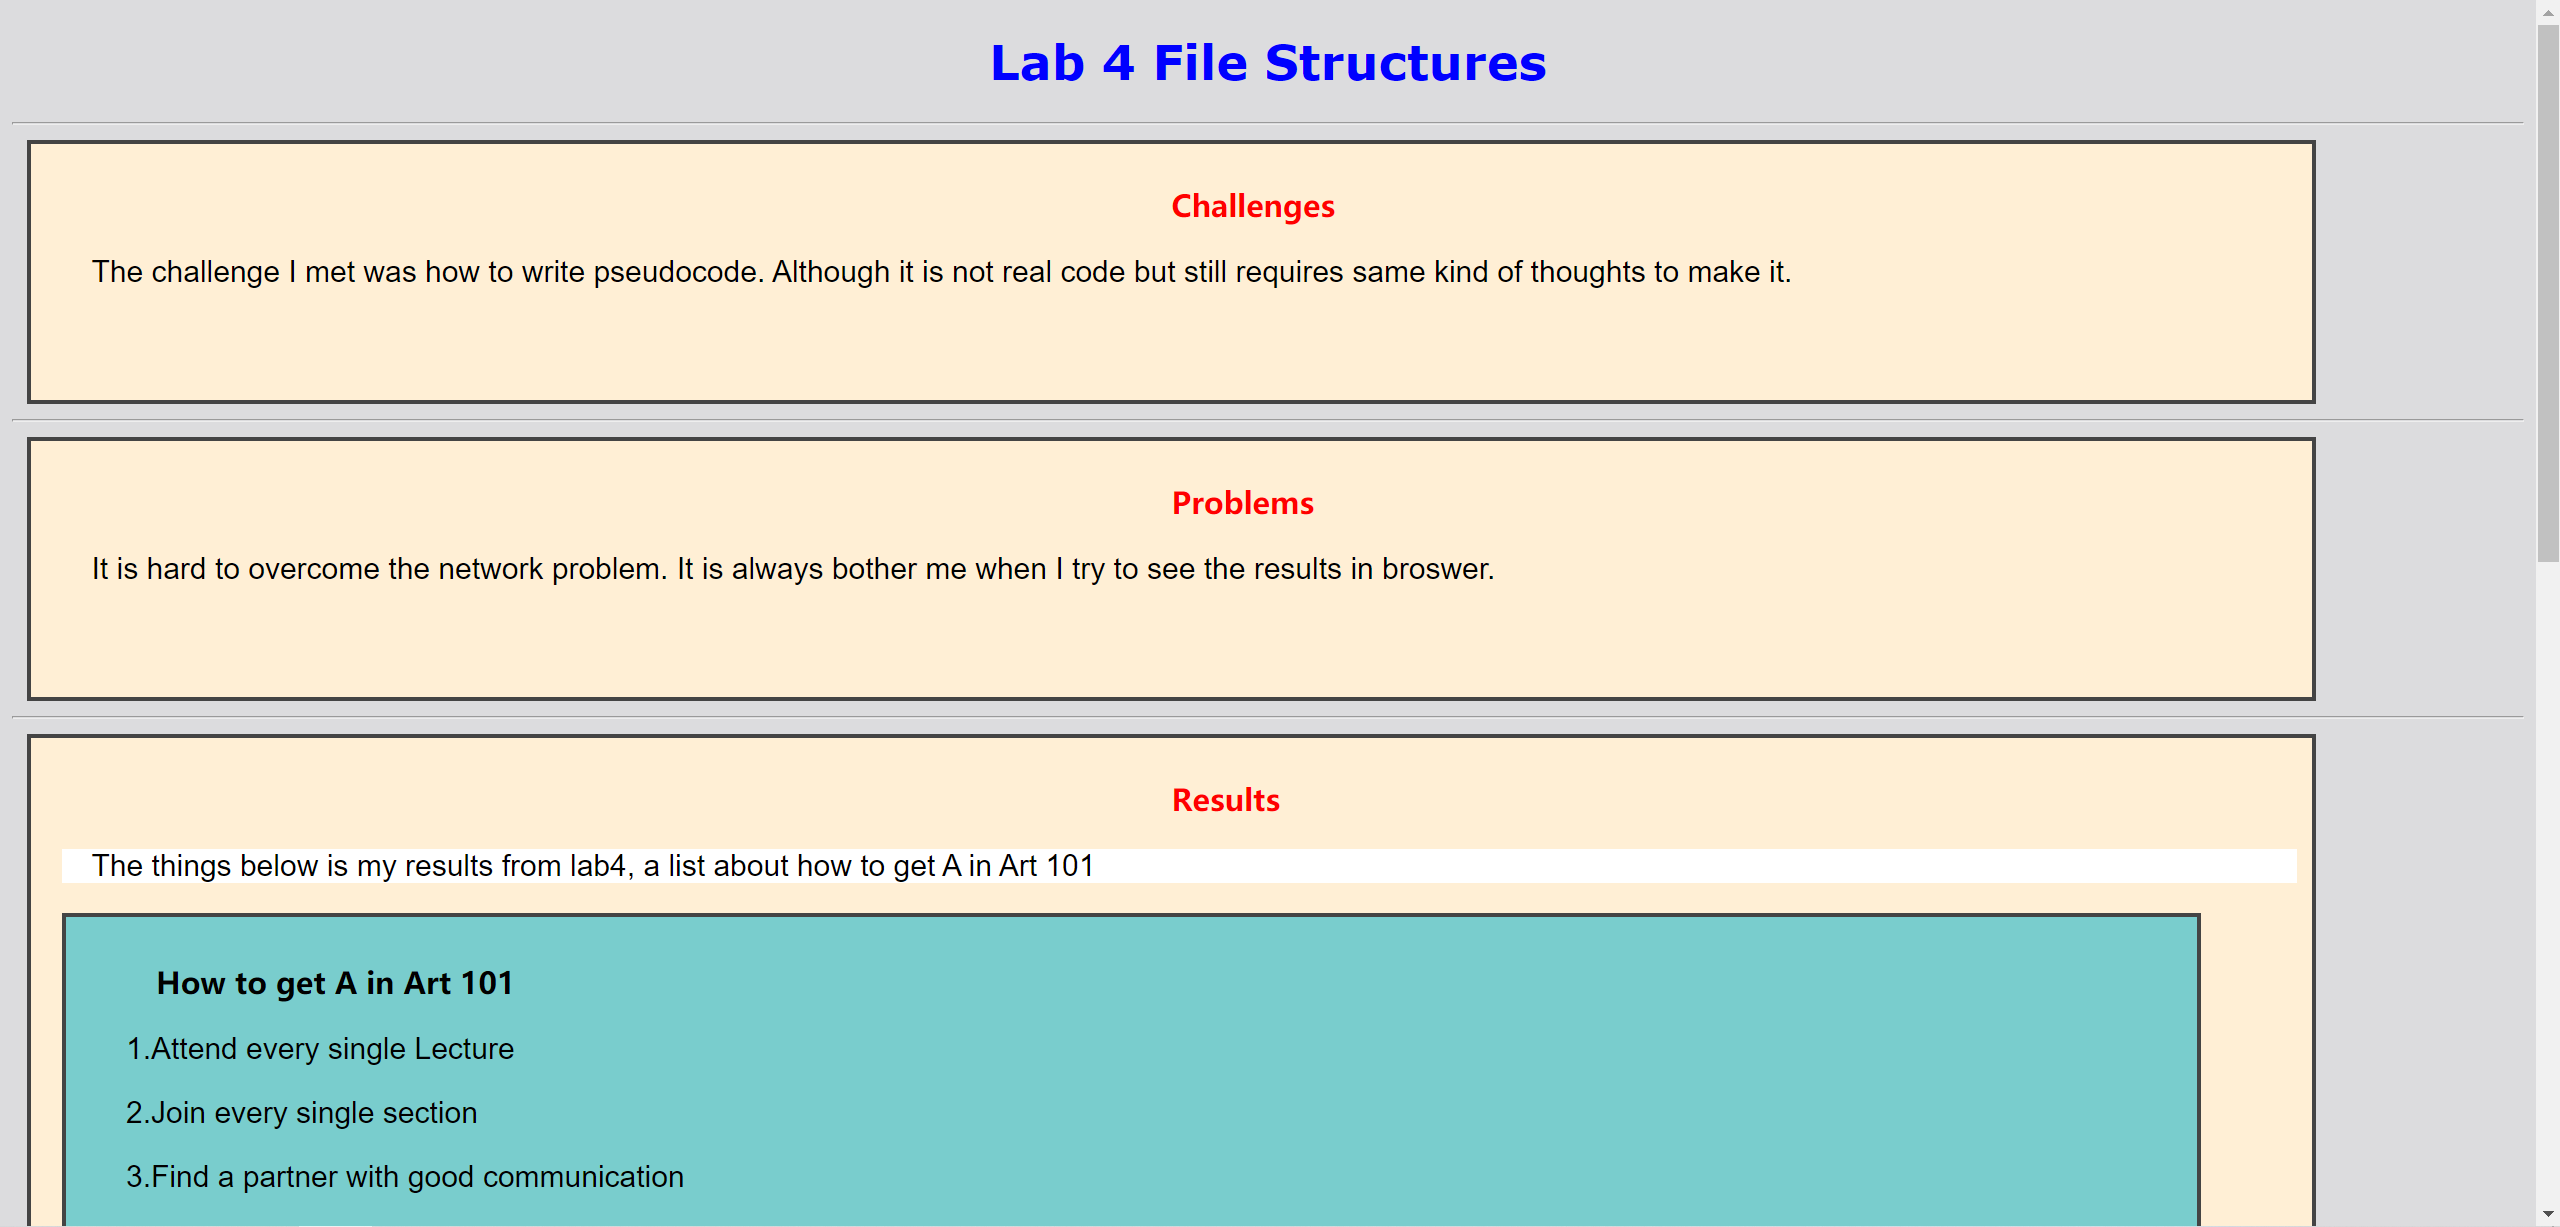 Lab 4 File Structures
Challenges
The challenge I met was how to write pseudocode. Although it is not real code but still requires same kind of thoughts to make it.
Problems
It is hard to overcome the network problem. It is always bother me when I try to see the results in broswer.
Results
The things below is my results from lab4, a list about how to get A in Art 101
How to get A in Art 101
1.Attend every single Lecture
2.Join every single section
3.Find a partner with good communication